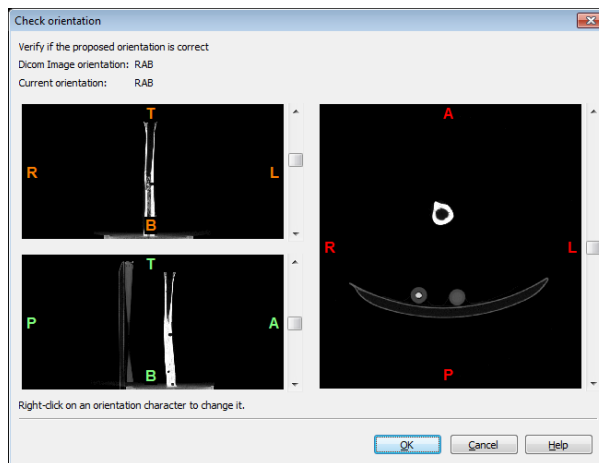 Check orientation
Verify if the proposed orientation is correct
Dicom Image orientation: RAB
Current orientation: RAB
T
R L
B
T
P A
B
A
R L
P
Right-click on an orientation character to change it.
OK Cancel Help